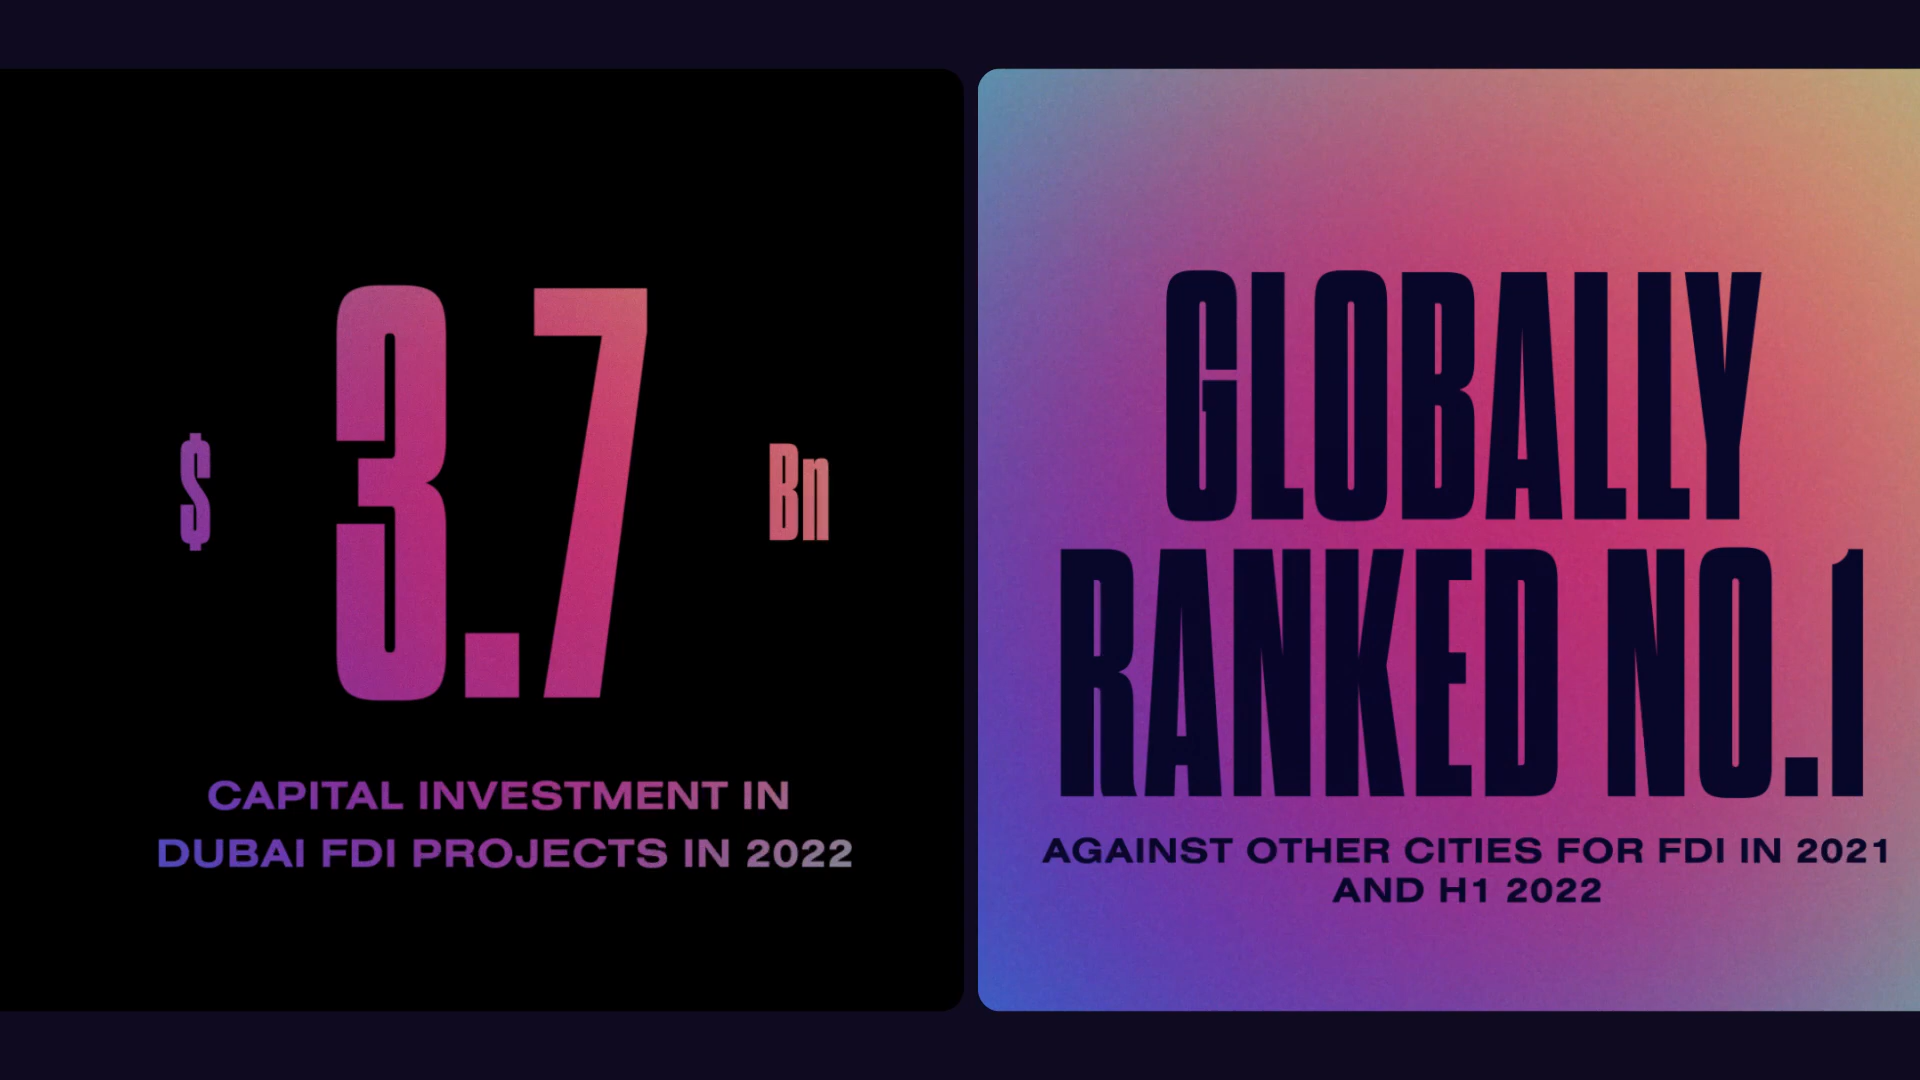 $ 3.7 Bn
CAPITAL INVESTMENT IN
DUBAI FDI PROJECTS IN 2022
GLOBALLY
RANKED NO.1
AGAINST OTHER CITIES FOR FDI IN 2021
AND H1 2022